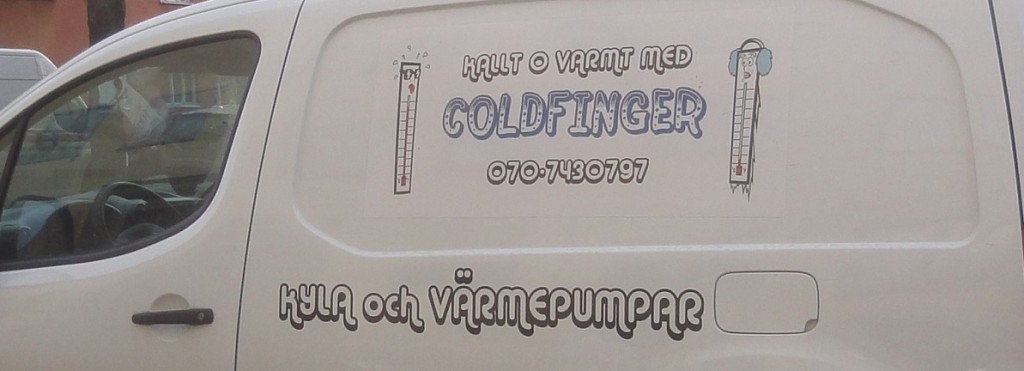 KALLT O VARMT MED
COLDFINGER
070-7430797
KYLA och VÄRMEPUMPAR